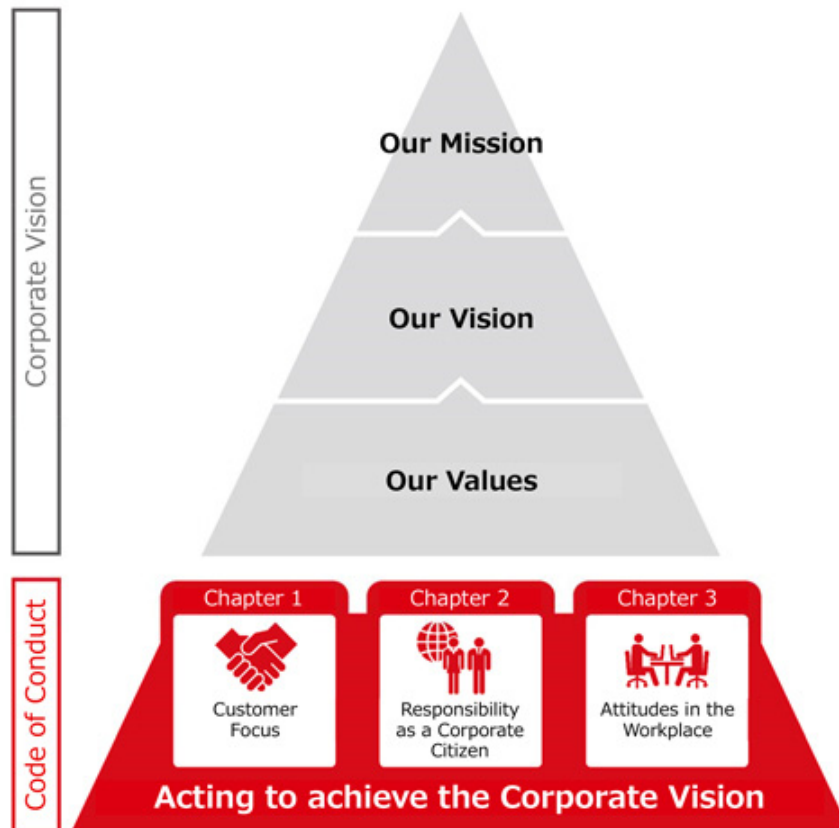 Corporate Vision
Our Mission
Our Vision
Our Values
Code of Conduct
Chapter 1
Customer
Focus
Chapter 2
Responsibility
as a Corporate
Citizen
Chapter 3
Attitudes in the
Workplace
Acting to achieve the Corporate Vision